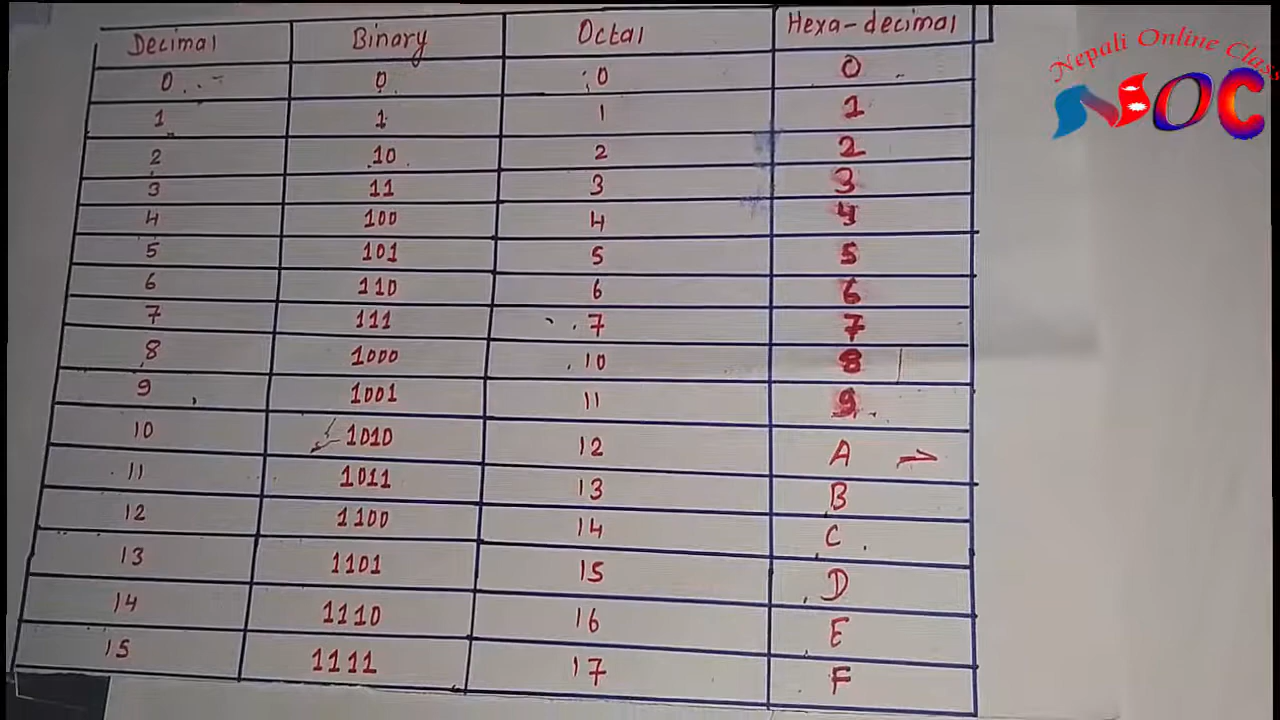 Decimal Binary Octal Hexa-decimal
0 0 0 0
1 1 1 1
2 10 2 2
3 11 3 3
4 100 4 4
5 101 5 5
6 110 6 6
7 111 7 7
8 1000 10 8
9 1001 11 9
10 1010 12 A
11 1011 13 B
12 1100 14 C
13 1101 15 D
14 1110 16 E
15 1111 17 F
Nepali Online Class
NOC